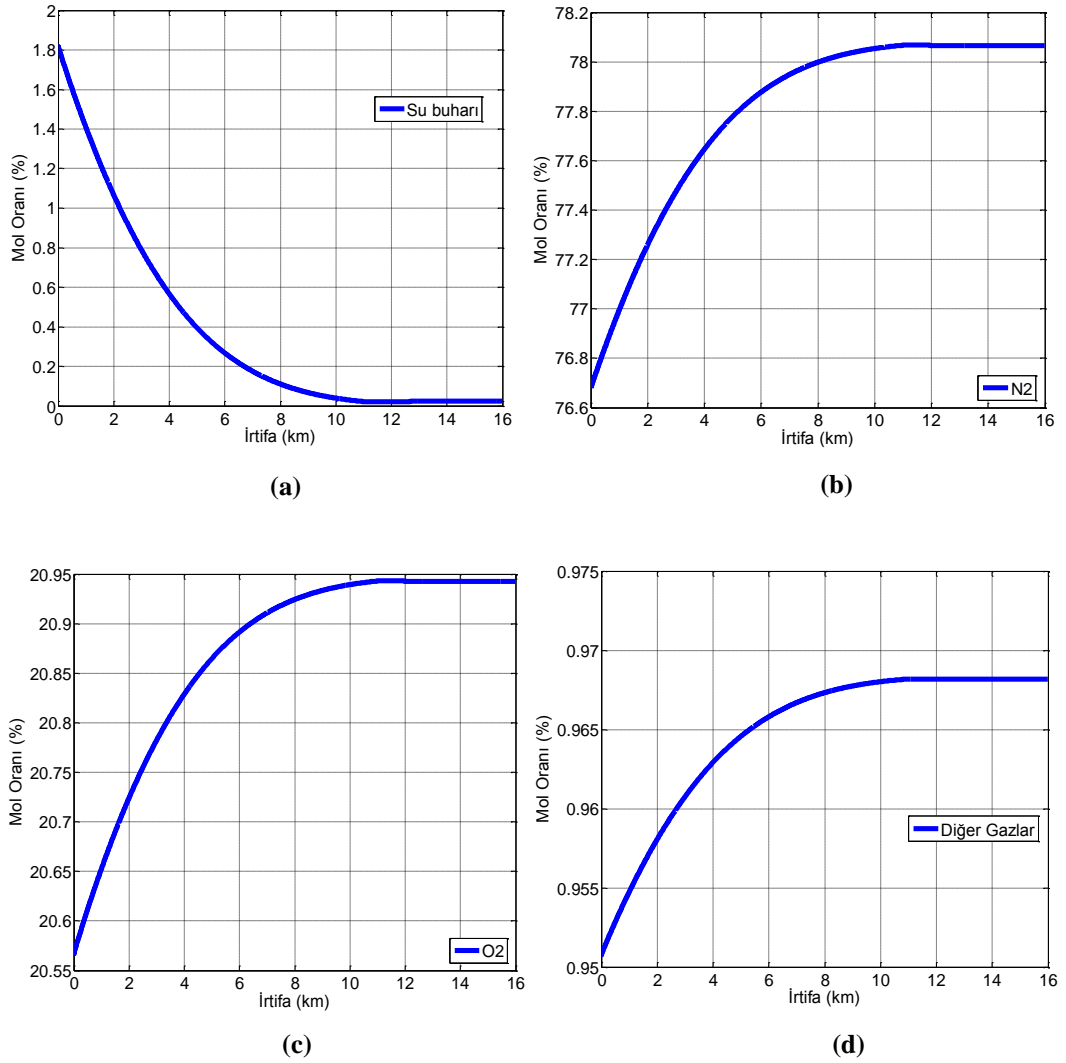 2
1.8
1.6
1.4
1.2
1
0.8
0.6
0.4
0.2
0
Mol Oranı (%)
Su buharı
0 2 4 6 8 10 12 14 16
İrtifa (km)
(a)
78.2
78
77.8
77.6
77.4
77.2
77
76.8
76.6
Mol Oranı (%)
N2
0 2 4 6 8 10 12 14 16
İrtifa (km)
(b)
20.95
20.9
20.85
20.8
20.75
20.7
20.65
20.6
20.55
Mol Oranı (%)
O2
0 2 4 6 8 10 12 14 16
İrtifa (km)
(c)
0.975
0.97
0.965
0.96
0.955
0.95
Mol Oranı (%)
Diğer Gazlar
0 2 4 6 8 10 12 14 16
İrtifa (km)
(d)